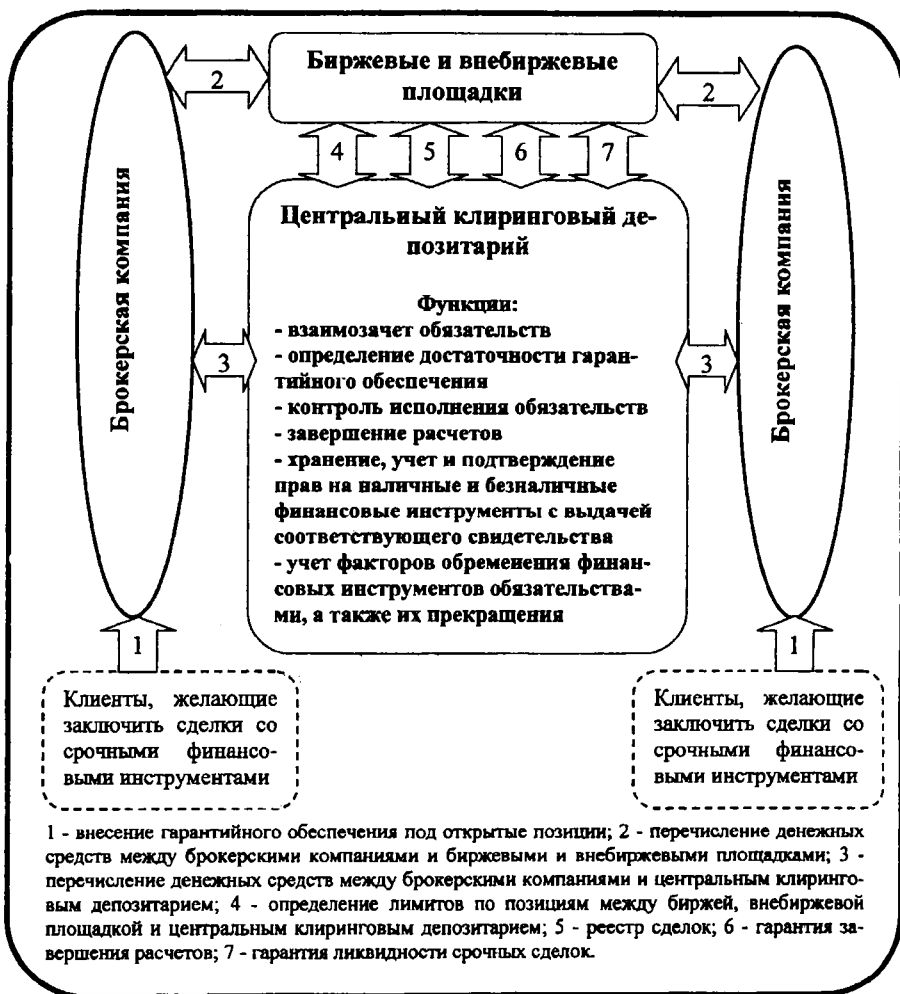 Биржевые и внебиржевые
площадки
2
2
4
5
6
7
Брокерская компания
Центральный клиринговый де-
позитарий
Функции:
- взаимозачет обязательств
- определение достаточности гаран-
тийного обеспечения
- контроль исполнения обязательств
- завершение расчетов
- хранение, учет и подтверждение
прав на наличные и безналичные
финансовые инструменты с выдачей
соответствующего свидетельства
- учет факторов обременения финан-
совых инструментов обязательства-
ми, а также их прекращения
Брокерская компания
3
3
1
1
Клиенты, желающие
заключить сделки со
срочными финансо-
выми инструментами
Клиенты, желающие
заключить сделки со
срочными финансо-
выми инструментами
1 - внесение гарантийного обеспечения под открытые позиции; 2 - перечисление денежных
средств между брокерскими компаниями и биржевыми и внебиржевыми площадками; 3 -
перечисление денежных средств между брокерскими компаниями и центральным клиринго-
вым депозитарием; 4 - определение лимитов по позициям между биржей, внебиржевой
площадкой и центральным клиринговым депозитарием; 5 - реестр сделок; 6 - гарантия за-
вершения расчетов; 7 - гарантия ликвидности срочных сделок.